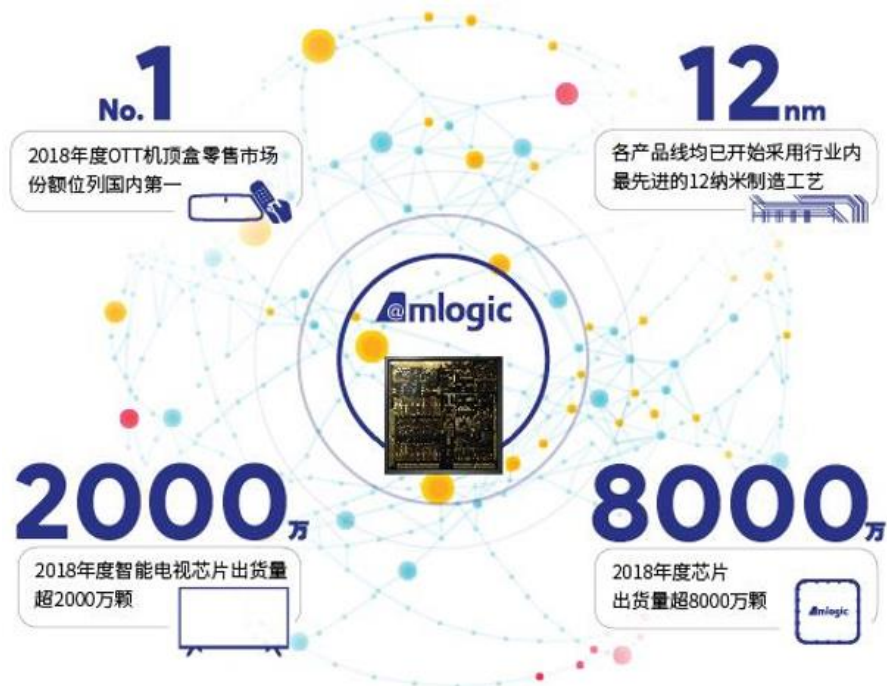 No.1
2018年度OTT机顶盒零售市场
份额位列国内第一
12nm
各产品线均已开始采用行业内
最先进的12纳米制造工艺
@mlogic
2000万
2018年度智能电视芯片出货量
超2000万颗
8000万
2018年度芯片
出货量超8000万颗
Amlogic